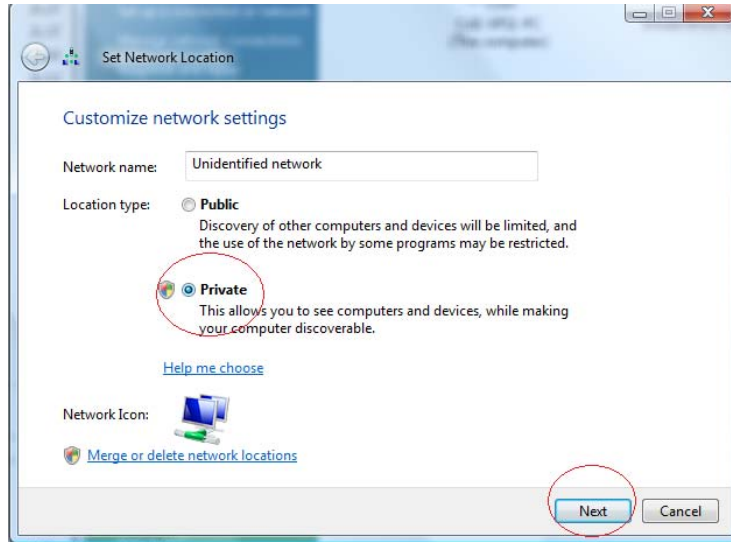 Set Network Location
Customize network settings
Network name:
Unidentified network
Location type:
Public
Discovery of other computers and devices will be limited, and
the use of the network by some programs may be restricted.
Private
This allows you to see computers and devices, while making
your computer discoverable.
Help me choose
Network Icon:
Merge or delete network locations
Next
Cancel